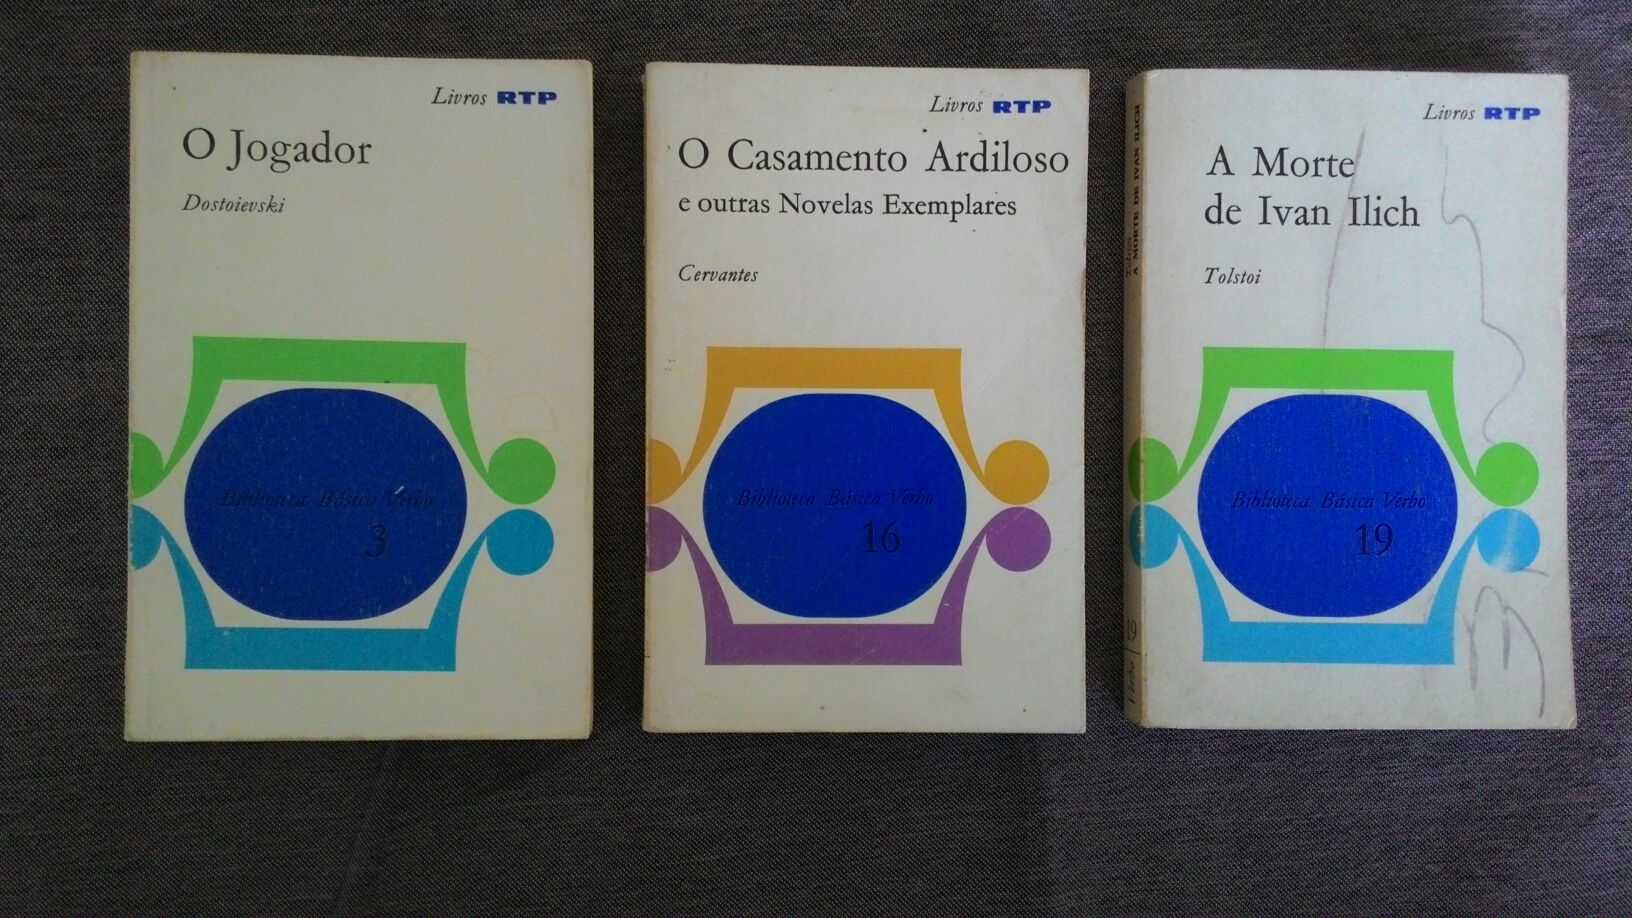 Livros RTP
O Jogador
Dostoievski
Biblioteca Básica Verbo
3
Livros RTP
O Casamento Ardiloso
e outras Novelas Exemplares
Cervantes
Biblioteca Básica Verbo
16
Livros RTP
A Morte
de Ivan Ilich
Tolstoi
Biblioteca Básica Verbo
19
Tolstoi
A MORTE DE IVAN ILICH
19
Verbo